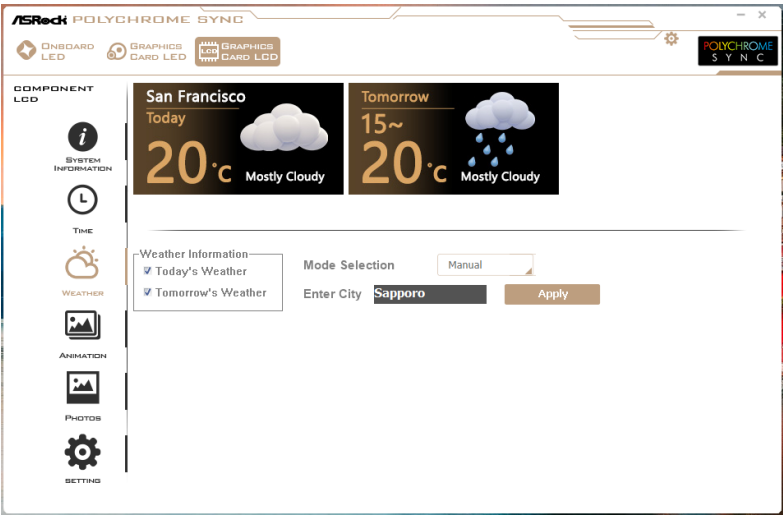 ASRock POLYCHROME SYNC
ONBOARD LED
GRAPHICS CARD LED
LCD
GRAPHICS CARD LCD
POLYCHROME
SYNC
COMPONENT
LCD
SYSTEM
INFORMATION
TIME
WEATHER
ANIMATION
PHOTOS
SETTING
San Francisco
Today
20°C
Mostly Cloudy
Tomorrow
15~
20°C
Mostly Cloudy
Weather Information
Today's Weather
Tomorrow's Weather
Mode Selection
Manual
Enter City
Sapporo
Apply